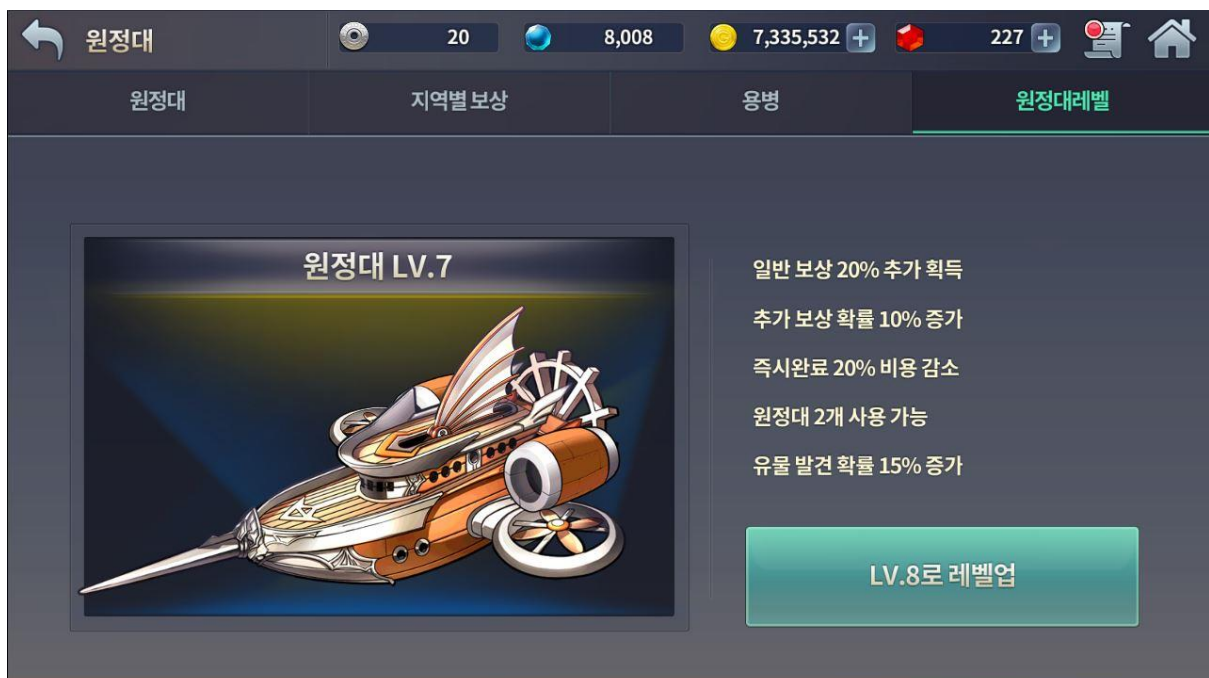 원정대
20
8,008
7,335,532
227
원정대
지역별 보상
용병
원정대레벨
원정대 LV.7
일반 보상 20% 추가 획득
추가 보상 확률 10% 증가
즉시완료 20% 비용 감소
원정대 2개 사용 가능
유물 발견 확률 15% 증가
LV.8로 레벨업